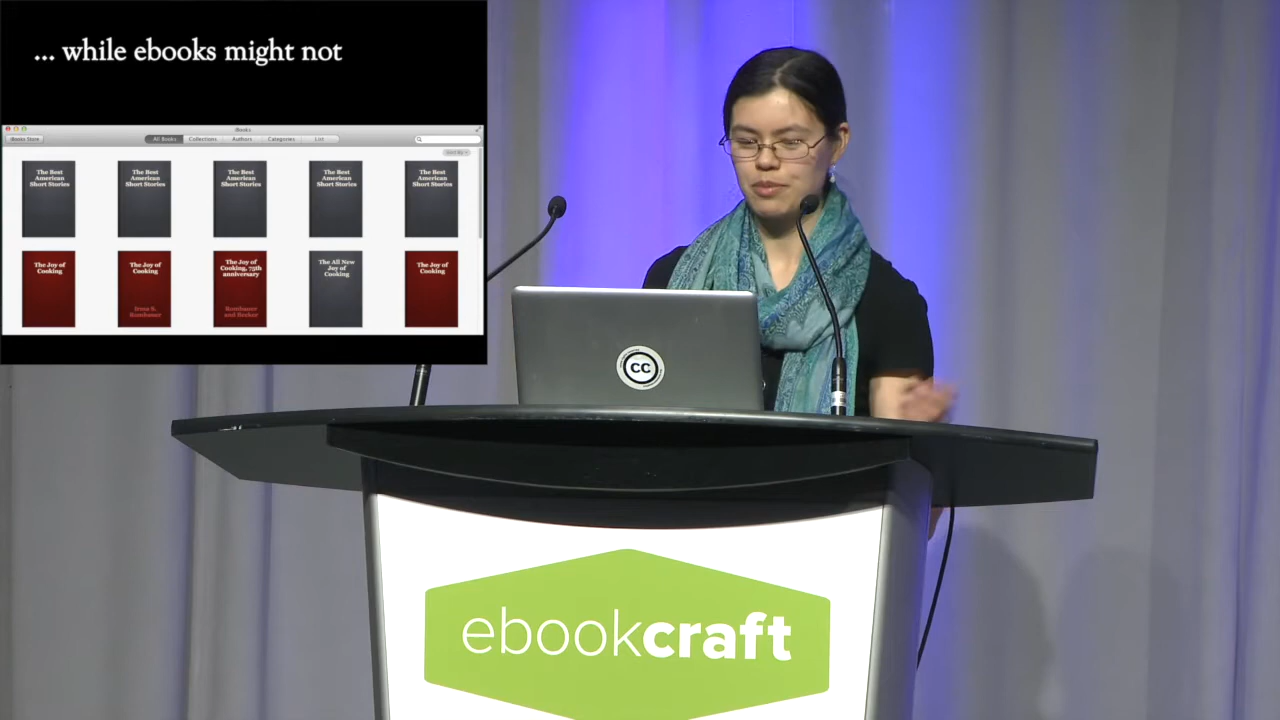 ... while ebooks might not
iBooks
iBooks Store
All Books
Collections
Authors
Categories
List
Sort By
The Best
American
Short Stories
The Best
American
Short Stories
The Best
American
Short Stories
The Best
American
Short Stories
The Best
American
Short Stories
The Joy of
Cooking
The Joy of
Cooking
Irma S.
Rombauer
The Joy of
Cooking, 75th
anniversary
Rombauer
and Becker
The All New
Joy of
Cooking
The Joy of
Cooking
CC
ebookcraft